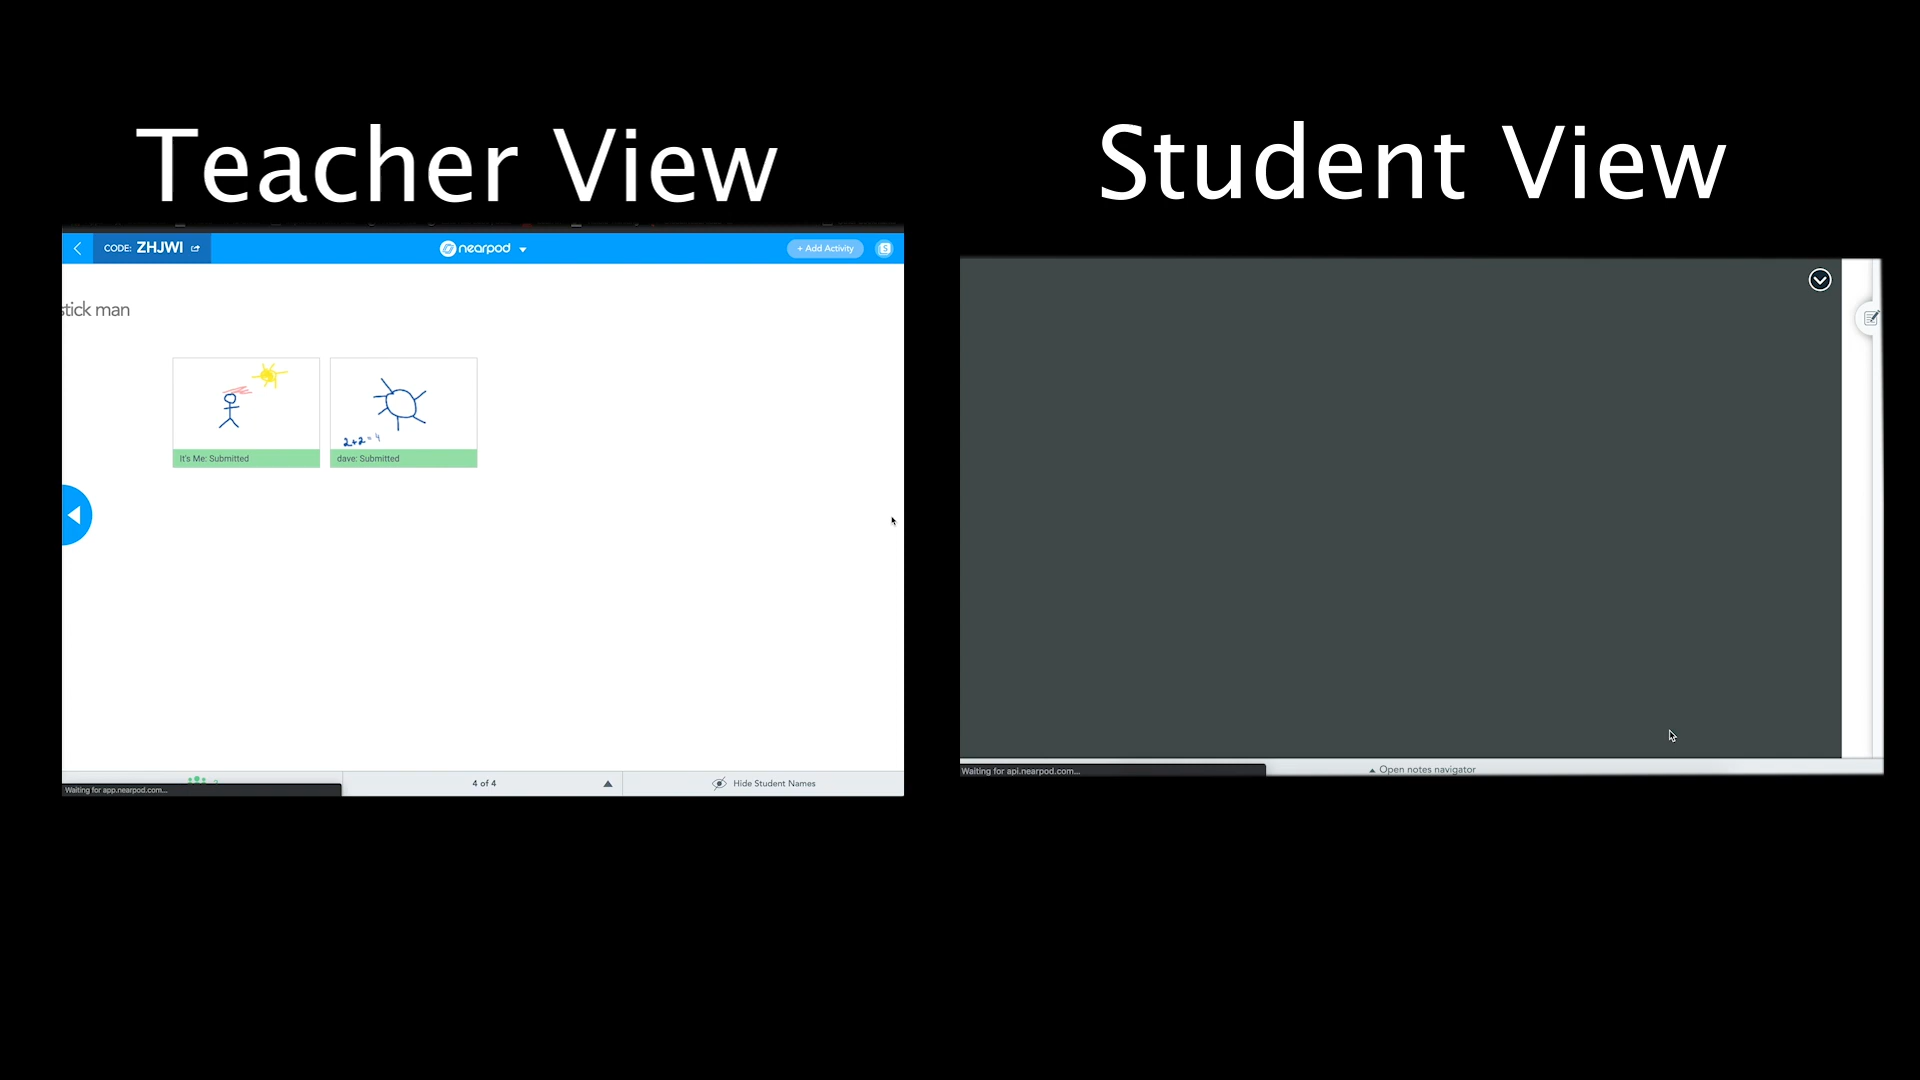 Teacher View
Student View
CODE: ZHJWI
nearpod
+ Add Activity
S
stick man
2+2=4
It's Me: Submitted
dave: Submitted
4 of 4
Hide Student Names
Waiting for app.nearpod.com...
Waiting for api.nearpod.com...
Open notes navigator